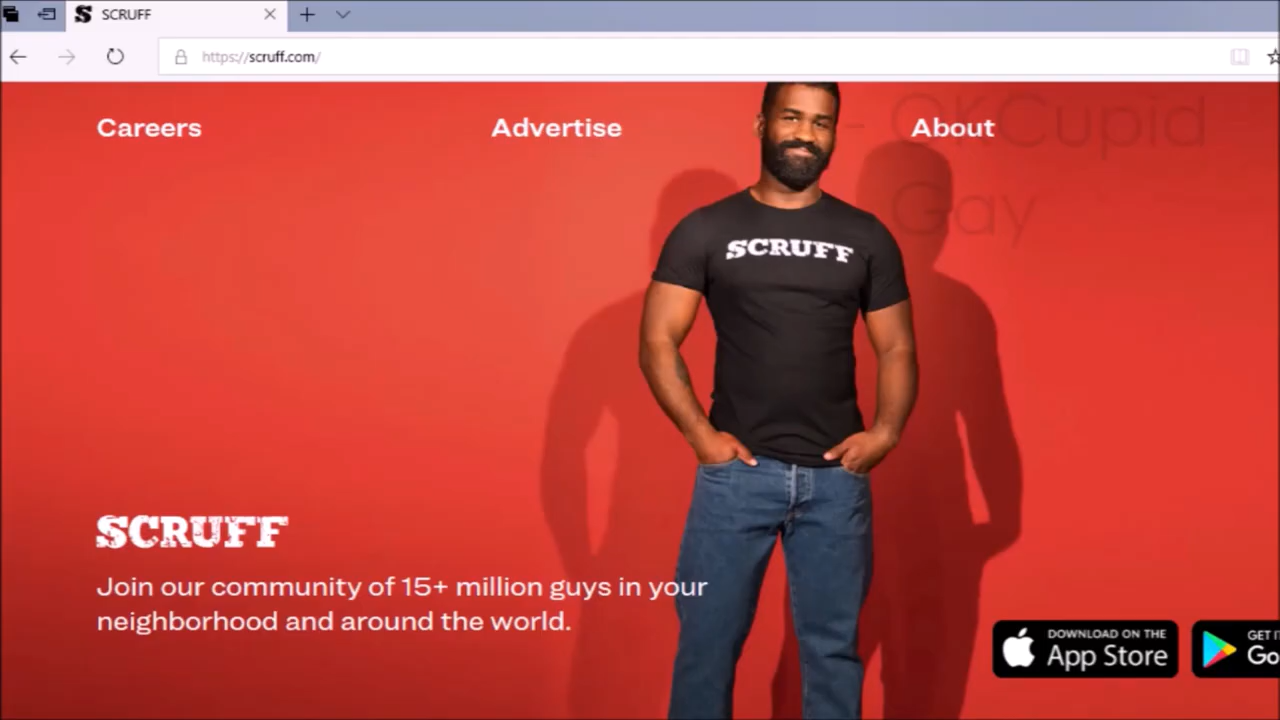 SCRUFF
https://scruff.com/
Careers
Advertise
About
- OKCupid
Gay
SCRUFF
SCRUFF
Join our community of 15+ million guys in your
neighborhood and around the world.
DOWNLOAD ON THE
App Store
GET